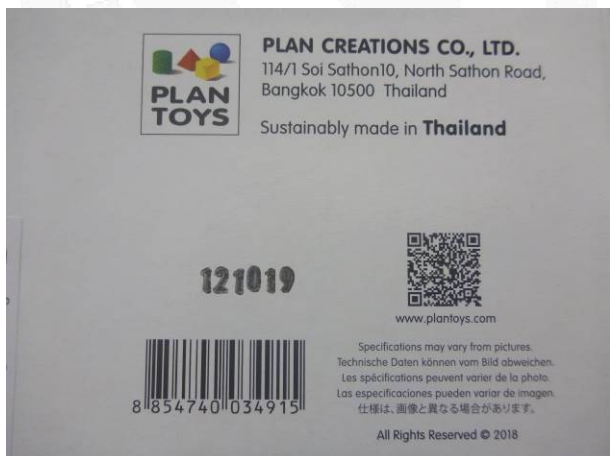 PLAN TOYS
PLAN CREATIONS CO., LTD.
114/1 Soi Sathon10, North Sathon Road,
Bangkok 10500 Thailand
Sustainably made in Thailand
121019
www.plantoys.com
Specifications may vary from pictures.
Technische Daten können vom Bild abweichen.
Les spécifications peuvent varier de la photo.
Las especificaciones pueden variar de imagen.
仕様は、画像と異なる場合があります。
8 854740 034915
All Rights Reserved © 2018